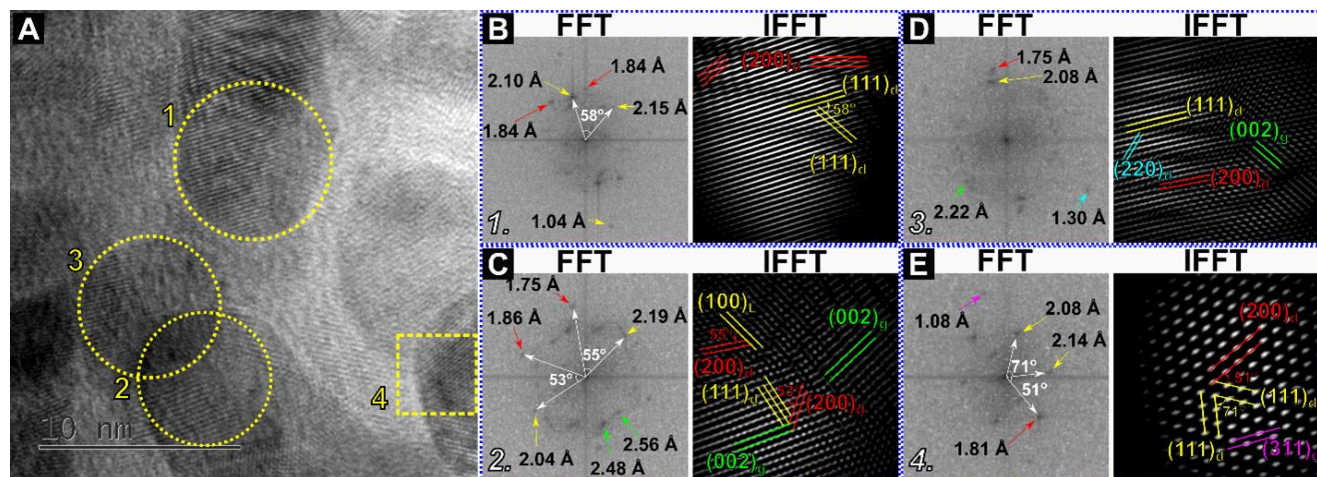 A
1
3
2
4
10 nm
B
FFT
IFFT
2.10 Å
1.84 Å
2.15 Å
1.84 Å
58°
1.04 Å
1.
(200)d
(111)d
58°
(111)d
C
FFT
IFFT
1.75 Å
1.86 Å
2.19 Å
55°
53°
2.04 Å
2.56 Å
2.48 Å
2.
(100)L
(002)g
55°
(200)d
(111)d
53°
(200)d
(002)g
D
FFT
IFFT
1.75 Å
2.08 Å
2.22 Å
1.30 Å
3.
(111)d
(002)g
(220)d
(200)d
E
FFT
IFFT
1.08 Å
2.08 Å
2.14 Å
71°
51°
1.81 Å
4.
(200)d
51°
(111)d
71°
(111)d